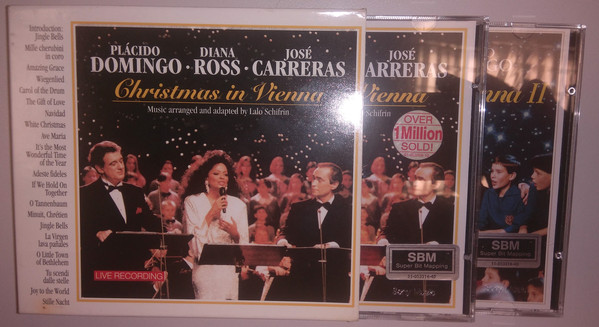 Introduction:
Jingle Bells
Mille cherubini
in coro
Amazing Grace
Wiegenlied
Carol of the Drum
The Gift of Love
Navidad
White Christmas
Ave Maria
It's the Most
Wonderful Time
of the Year
Adeste fideles
If We Hold On
Together
O Tannenbaum
Minuit, Chrétien
Jingle Bells
La Virgen
lava pañales
O Little Town
of Bethlehem
Tu scendi
dalle stelle
Joy to the World
Stille Nacht
PLÁCIDO DIANA JOSÉ
DOMINGO · ROSS · CARRERAS
Christmas in Vienna
Music arranged and adapted by Lalo Schifrin
LIVE RECORDING
JOSÉ
ARRERAS
Vienna
OVER
1 Million
SOLD!
SBM
Super Bit Mapping
II
SBM
Super Bit Mapping